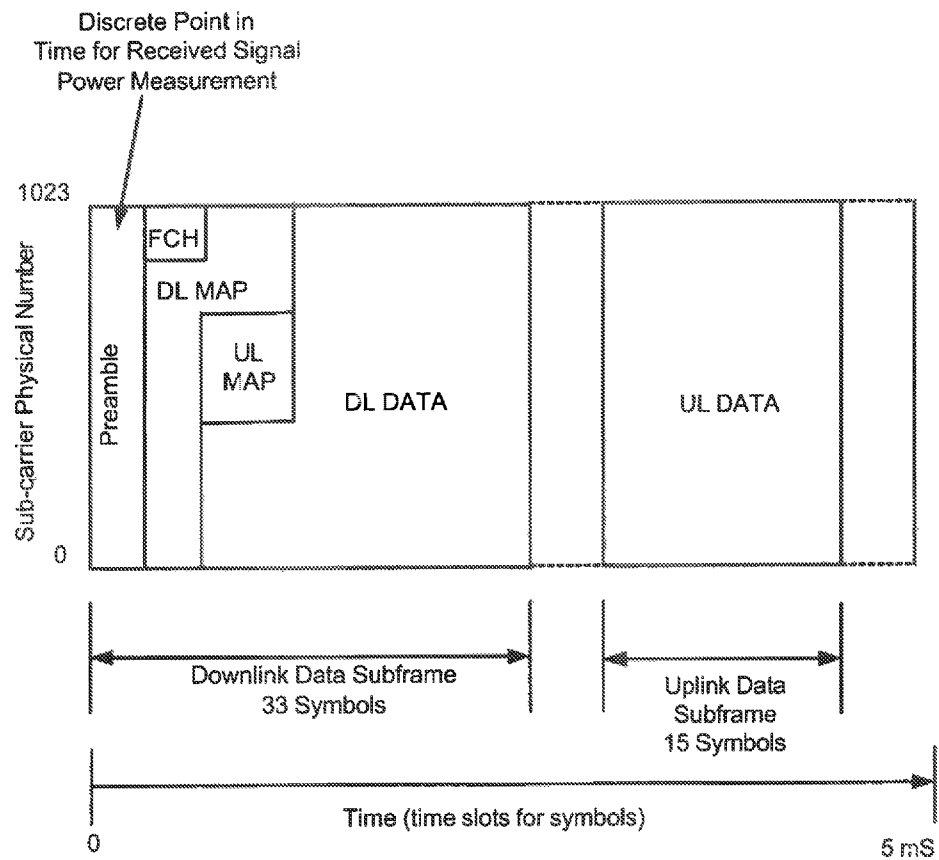 Discrete Point in
Time for Received Signal
Power Measurement
1023
Sub-carrier Physical Number
0
Preamble
FCH
DL MAP
UL
MAP
DL DATA
UL DATA
Downlink Data Subframe
33 Symbols
Uplink Data
Subframe
15 Symbols
Time (time slots for symbols)
0
5 mS